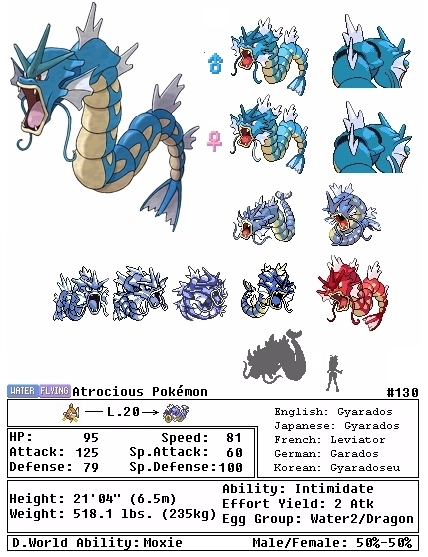 WATER FLYING Atrocious Pokémon #130
L.20
HP: 95 Speed: 81
Attack: 125 Sp.Attack: 60
Defense: 79 Sp.Defense:100
English: Gyarados
Japanese: Garados
French: Leviator
German: Garados
Korean: Gyaradoseu
Height: 21'04" (6.5m)
Weight: 518.1 lbs. (235kg)
Ability: Intimidate
Effort Yield: 2 Atk
Egg Group: Water2/Dragon
D.World Ability:Moxie Male/Female: 50%-50%